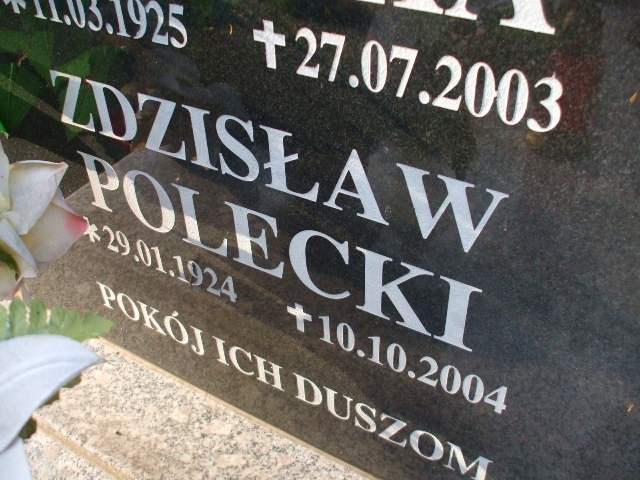 *11.03.1925 ✝27.07.2003
ZDZISŁAW
POLECKI
*29.01.1924 ✝10.10.2004
POKÓJ ICH DUSZOM